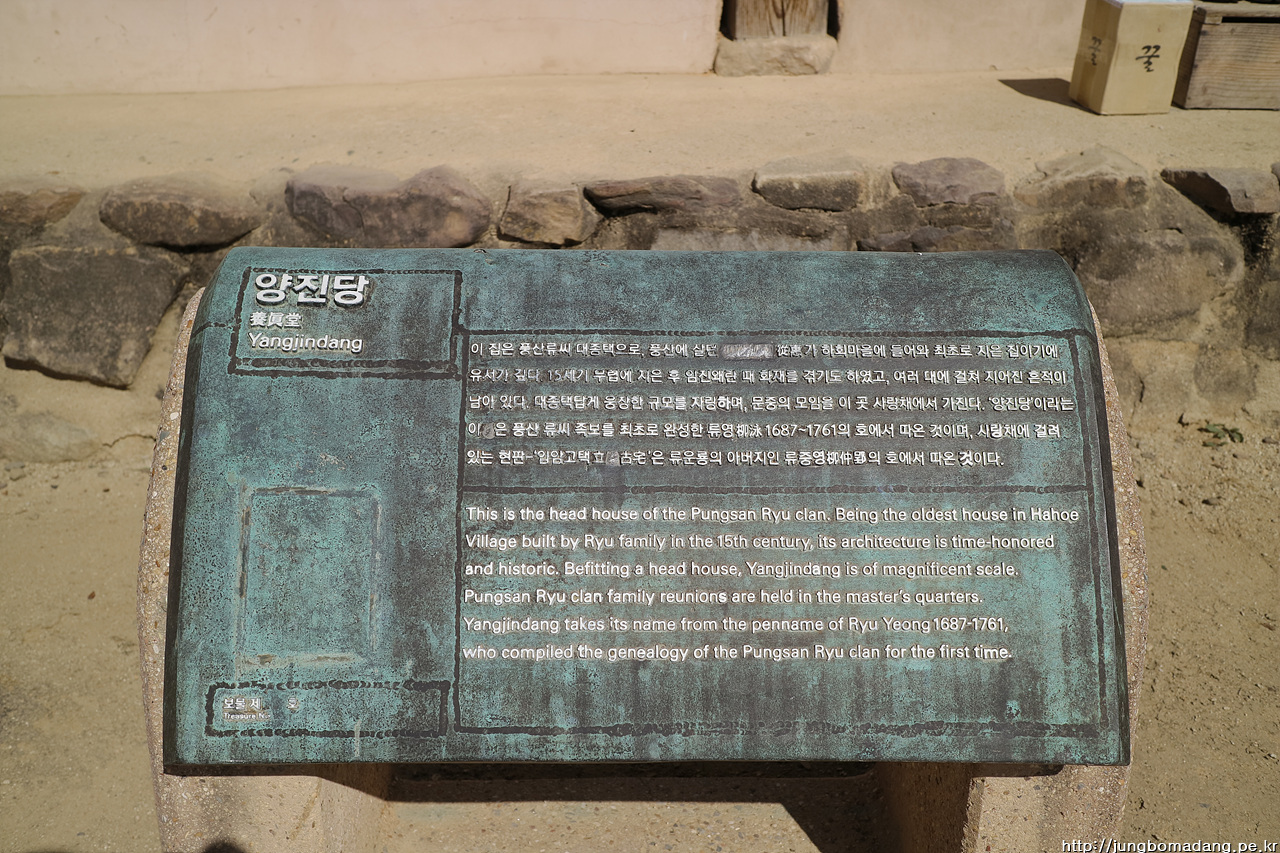 꿀
꿀
양진당
養眞堂
Yangjindang
이 집은 풍산류씨 대종택으로, 풍산에 살던 從惠가 하회마을에 들어와 최초로 지은 집이기에
유서가 깊다. 15세기 무렵에 지은 후 임진왜란 때 화재를 겪기도 하였고, 여러 대에 걸쳐 지어진 흔적이
남아 있다. 대종택답게 웅장한 규모를 자랑하며, 문중의 모임을 이 곳 사랑채에서 가진다. '양진당'이라는
이 은 풍산 류씨 족보를 최초로 완성한 류영柳泳 1687~1761의 호에서 따온 것이며, 사랑채에 걸려
있는 현판-'입암고택 立 古宅'은 류운룡의 아버지인 류중영柳仲郢의 호에서 따온 것이다.
This is the head house of the Pungsan Ryu clan. Being the oldest house in Hahoe
Village built by Ryu family in the 15th century, its architecture is time-honored
and historic. Befitting a head house, Yangjindang is of magnificent scale.
Pungsan Ryu clan family reunions are held in the master's quarters.
Yangjindang takes its name from the penname of Ryu Yeong 1687-1761,
who compiled the genealogy of the Pungsan Ryu clan for the first time.
보물 제 호
Treasure
http://jungbomadang.pe.kr